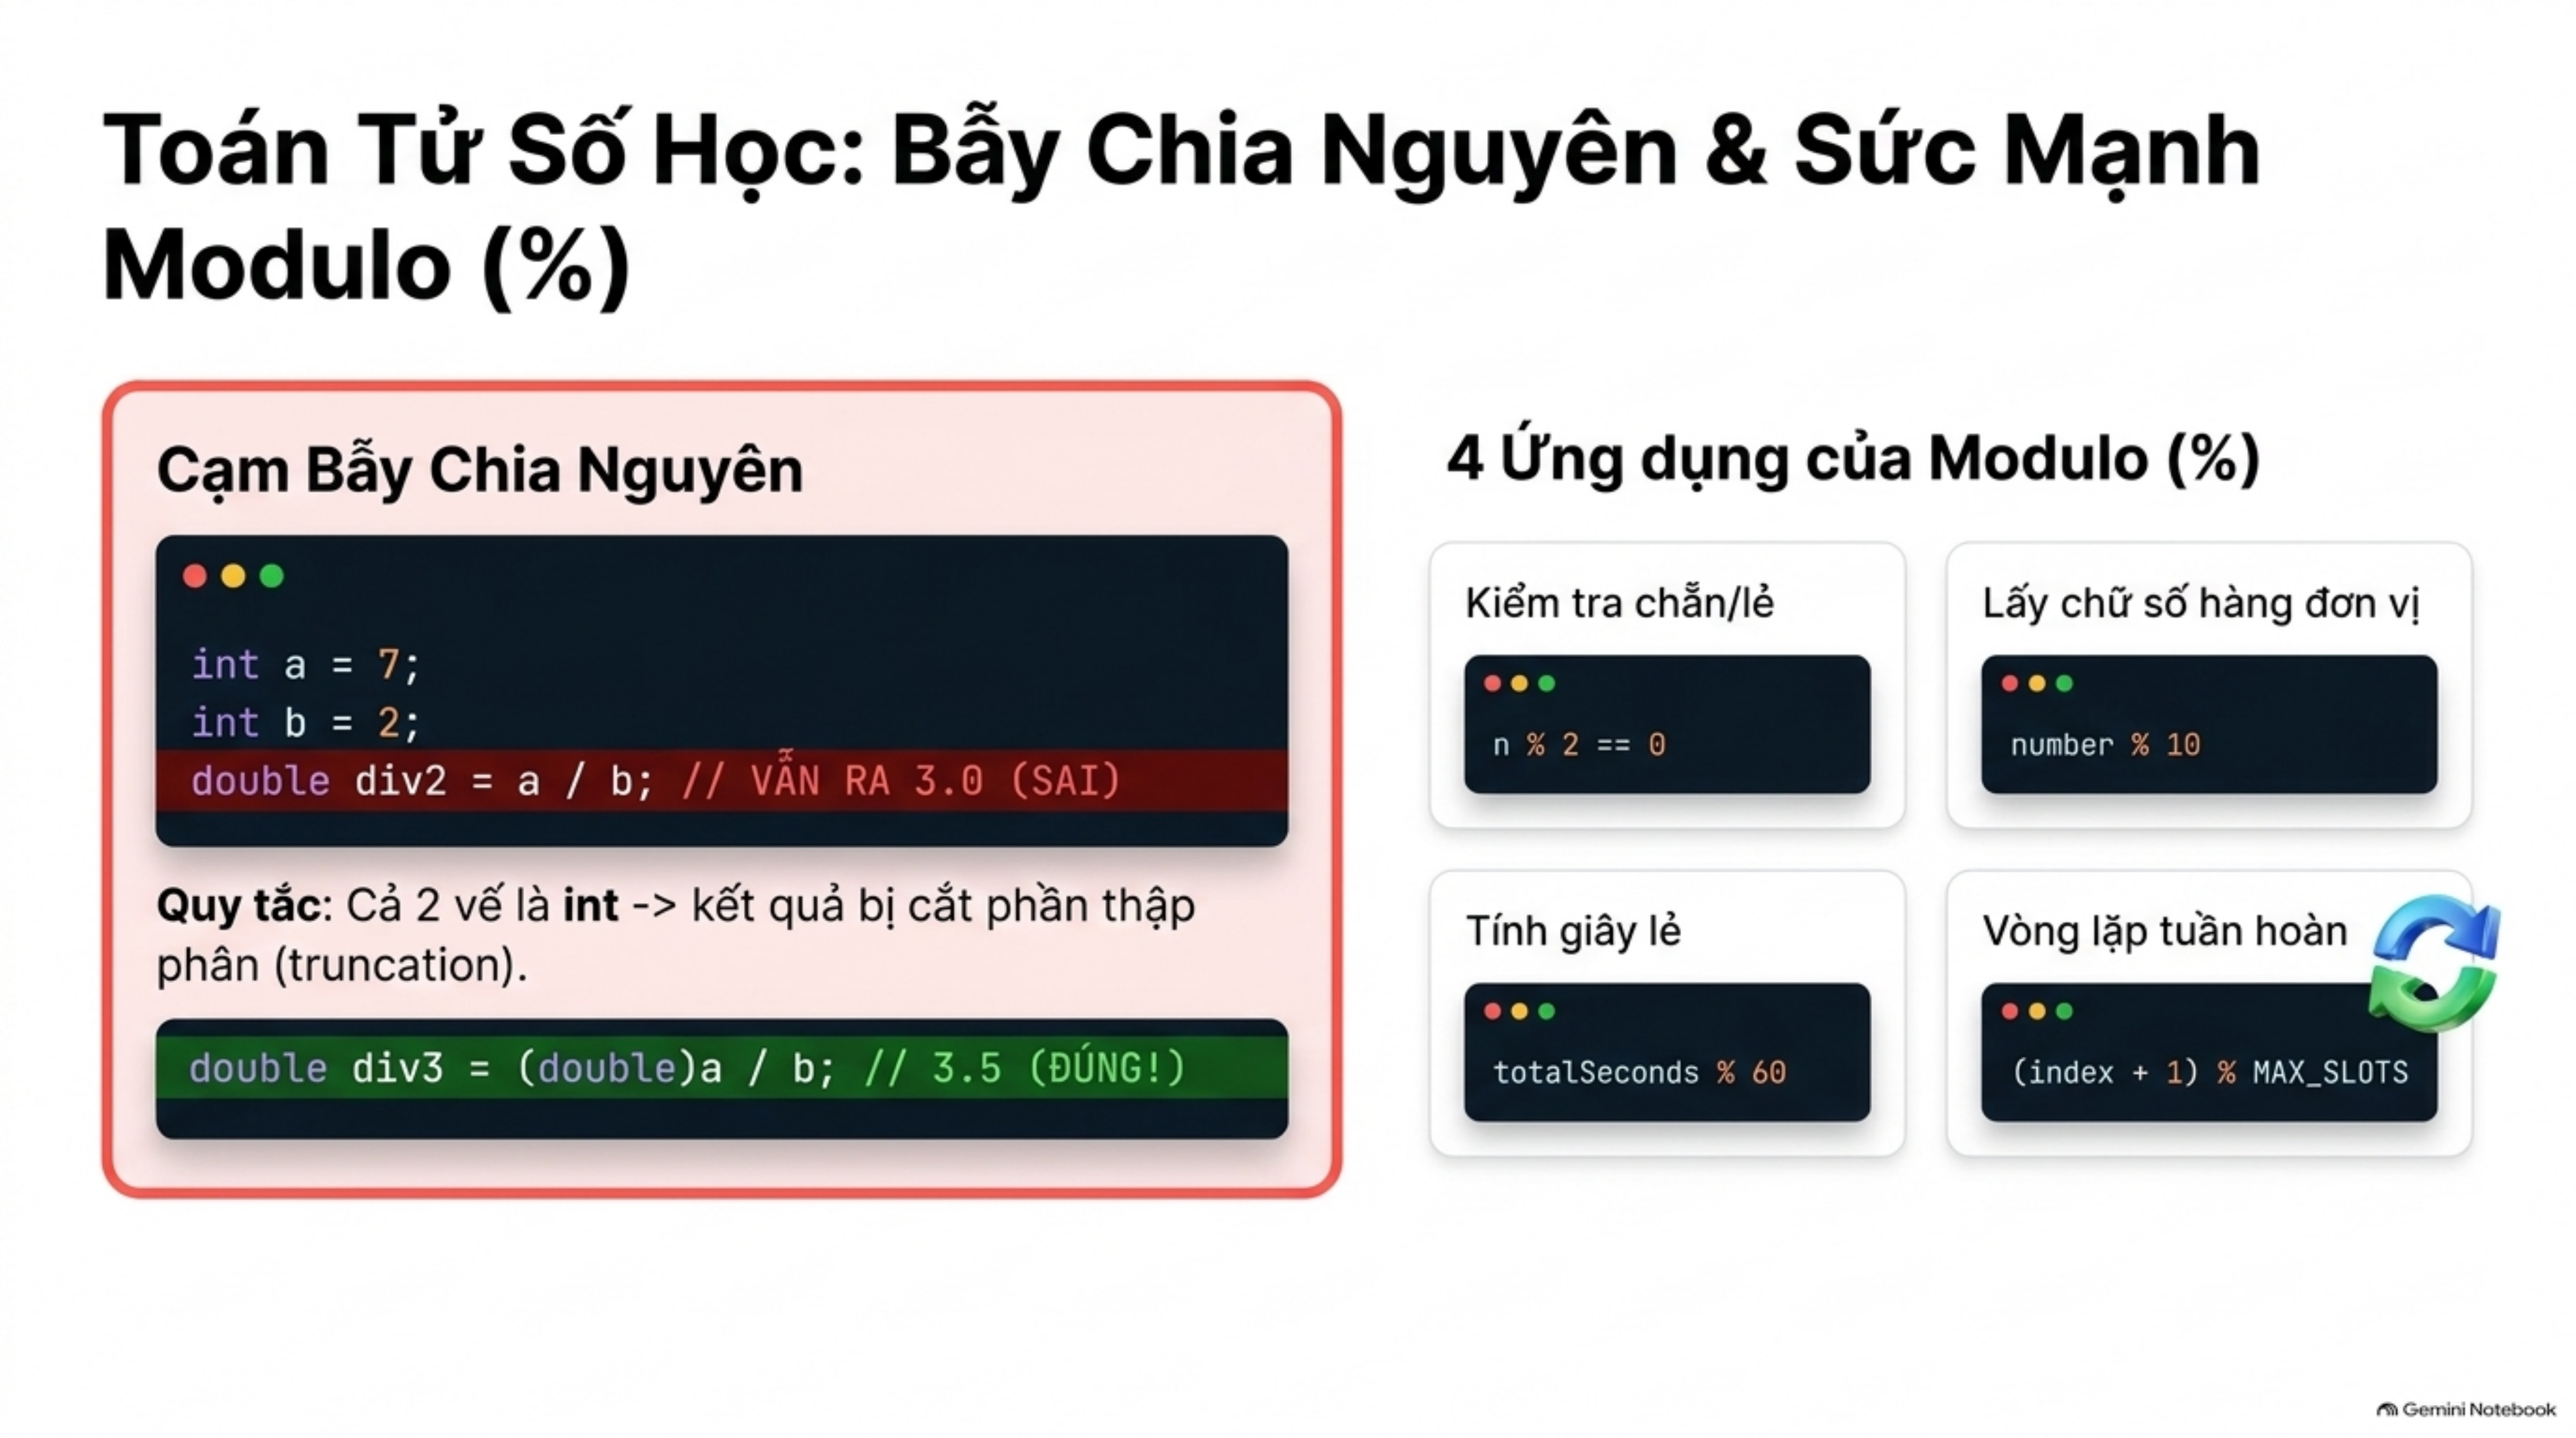 Toán Tử Số Học: Bẫy Chia Nguyên & Sức Mạnh
Modulo (%)
Cạm Bẫy Chia Nguyên
int a = 7;
int b = 2;
double div2 = a / b; // VẪN RA 3.0 (SAI)
Quy tắc: Cả 2 vế là int -> kết quả bị cắt phần thập
phân (truncation).
double div3 = (double)a / b; // 3.5 (ĐÚNG!)
4 Ứng dụng của Modulo (%)
Kiểm tra chẵn/lẻ
n % 2 == 0
Lấy chữ số hàng đơn vị
number % 10
Tính giây lẻ
totalSeconds % 60
Vòng lặp tuần hoàn
(index + 1) % MAX_SLOTS
Gemini Notebook